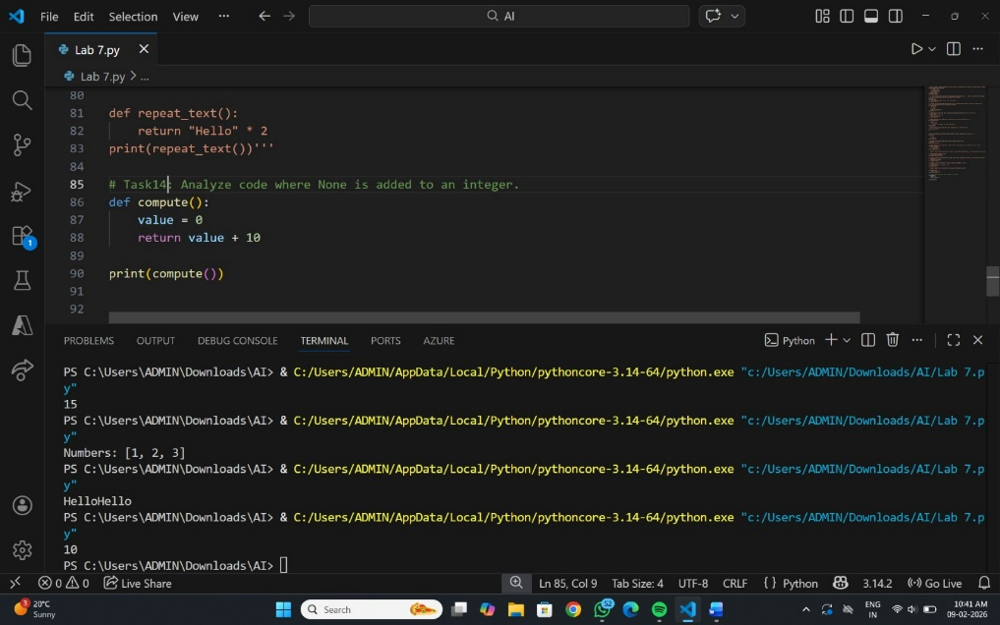 File Edit Selection View ··· AI
Lab 7.py
Lab 7.py > ...
80
81 def repeat_text():
82 return "Hello" * 2
83 print(repeat_text())'''
84
85 # Task14: Analyze code where None is added to an integer.
86 def compute():
87 value = 0
88 return value + 10
89
90 print(compute())
91
92
PROBLEMS OUTPUT DEBUG CONSOLE TERMINAL PORTS AZURE Python
PS C:\Users\ADMIN\Downloads\AI> & C:/Users/ADMIN/AppData/Local/Python/pythoncore-3.14-64/python.exe "c:/Users/ADMIN/Downloads/AI/Lab 7.p
y"
15
PS C:\Users\ADMIN\Downloads\AI> & C:/Users/ADMIN/AppData/Local/Python/pythoncore-3.14-64/python.exe "c:/Users/ADMIN/Downloads/AI/Lab 7.p
y"
Numbers: [1, 2, 3]
PS C:\Users\ADMIN\Downloads\AI> & C:/Users/ADMIN/AppData/Local/Python/pythoncore-3.14-64/python.exe "c:/Users/ADMIN/Downloads/AI/Lab 7.p
y"
HelloHello
PS C:\Users\ADMIN\Downloads\AI> & C:/Users/ADMIN/AppData/Local/Python/pythoncore-3.14-64/python.exe "c:/Users/ADMIN/Downloads/AI/Lab 7.p
y"
10
PS C:\Users\ADMIN\Downloads\AI>
1
0 0 Live Share Ln 85, Col 9 Tab Size: 4 UTF-8 CRLF { } Python 3.14.2 Go Live
3 20°C Search 52 ENG 10:41 AM
Sunny IN 09-02-2026